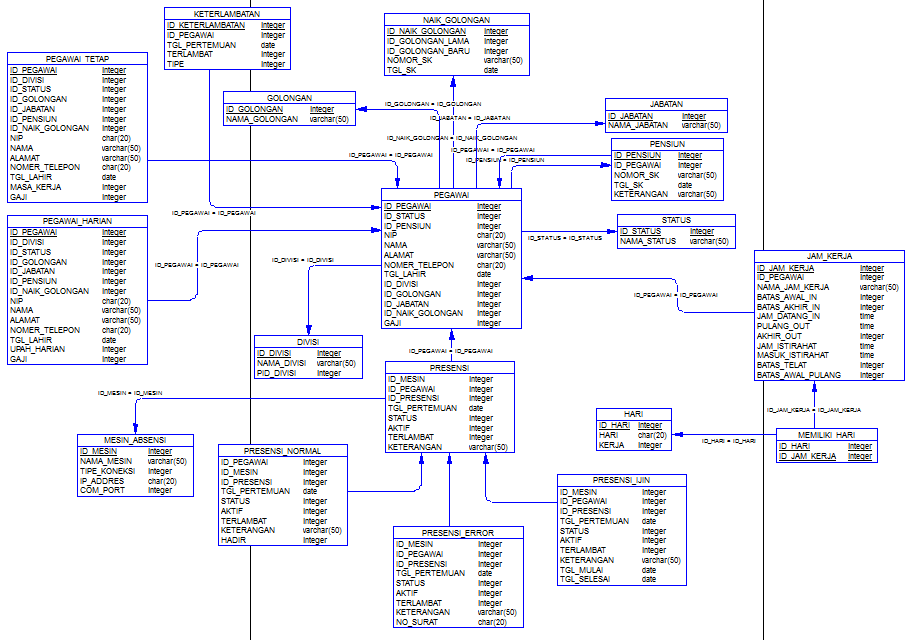 KETERLAMBATAN
ID_KETERLAMBATAN Integer
ID_PEGAWAI Integer
TGL_PERTEMUAN date
TERLAMBAT Integer
TIPE Integer
NAIK_GOLONGAN
ID_NAIK_GOLONGAN Integer
ID_GOLONGAN_LAMA Integer
ID_GOLONGAN_BARU Integer
NOMOR_SK varchar(50)
TGL_SK date
PEGAWAI_TETAP
ID_PEGAWAI Integer
ID_DIVISI Integer
ID_STATUS Integer
ID_GOLONGAN Integer
ID_JABATAN Integer
ID_PENSIUN Integer
ID_NAIK_GOLONGAN Integer
NIP char(20)
NAMA varchar(50)
ALAMAT varchar(50)
NOMER_TELEPON char(20)
TGL_LAHIR date
MASA_KERJA Integer
GAJI Integer
GOLONGAN
ID_GOLONGAN Integer
NAMA_GOLONGAN varchar(50)
ID_GOLONGAN = ID_GOLONGAN
ID_JABATAN = ID_JABATAN
ID_NAIK_GOLONGAN = ID_NAIK_GOLONGAN
ID_PEGAWAI = ID_PEGAWAI
ID_PEGAWAI = ID_PEGAWAI
ID_PENSIUN = ID_PENSIUN
JABATAN
ID_JABATAN Integer
NAMA_JABATAN varchar(50)
PENSIUN
ID_PENSIUN Integer
ID_PEGAWAI Integer
NOMOR_SK varchar(50)
TGL_SK date
KETERANGAN varchar(50)
PEGAWAI
ID_PEGAWAI Integer
ID_STATUS Integer
ID_PENSIUN Integer
NIP char(20)
NAMA varchar(50)
ALAMAT varchar(50)
NOMER_TELEPON char(20)
TGL_LAHIR date
ID_DIVISI Integer
ID_GOLONGAN Integer
ID_JABATAN Integer
ID_NAIK_GOLONGAN Integer
GAJI Integer
ID_PEGAWAI = ID_PEGAWAI
STATUS
ID_STATUS Integer
NAMA_STATUS varchar(50)
ID_STATUS = ID_STATUS
PEGAWAI_HARIAN
ID_PEGAWAI Integer
ID_DIVISI Integer
ID_STATUS Integer
ID_GOLONGAN Integer
ID_JABATAN Integer
ID_PENSIUN Integer
ID_NAIK_GOLONGAN Integer
NIP char(20)
NAMA varchar(50)
ALAMAT varchar(50)
NOMER_TELEPON char(20)
TGL_LAHIR date
UPAH_HARIAN Integer
GAJI Integer
ID_PEGAWAI = ID_PEGAWAI
ID_DIVISI = ID_DIVISI
JAM_KERJA
ID_JAM_KERJA Integer
ID_PEGAWAI Integer
NAMA_JAM_KERJA varchar(50)
BATAS_AWAL_IN Integer
BATAS_AKHIR_IN Integer
JAM_DATANG_IN time
PULANG_OUT time
AKHIR_OUT Integer
JAM_ISTIRAHAT time
MASUK_ISTIRAHAT time
BATAS_TELAT Integer
BATAS_AWAL_PULANG Integer
ID_PEGAWAI = ID_PEGAWAI
DIVISI
ID_DIVISI Integer
NAMA_DIVISI varchar(50)
PID_DIVISI Integer
ID_PEGAWAI = ID_PEGAWAI
PRESENSI
ID_MESIN Integer
ID_PEGAWAI Integer
ID_PRESENSI Integer
TGL_PERTEMUAN date
STATUS Integer
AKTIF Integer
TERLAMBAT Integer
KETERANGAN varchar(50)
ID_MESIN = ID_MESIN
HARI
ID_HARI Integer
HARI char(20)
KERJA Integer
ID_JAM_KERJA = ID_JAM_KERJA
ID_HARI = ID_HARI
MEMILIKI_HARI
ID_HARI Integer
ID_JAM_KERJA Integer
MESIN_ABSENSI
ID_MESIN Integer
NAMA_MESIN varchar(50)
TIPE_KONEKSI Integer
IP_ADDRES char(20)
COM_PORT Integer
PRESENSI_NORMAL
ID_PEGAWAI Integer
ID_MESIN Integer
ID_PRESENSI Integer
TGL_PERTEMUAN date
STATUS Integer
AKTIF Integer
TERLAMBAT Integer
KETERANGAN varchar(50)
HADIR Integer
PRESENSI_IJIN
ID_MESIN Integer
ID_PEGAWAI Integer
ID_PRESENSI Integer
TGL_PERTEMUAN date
STATUS Integer
AKTIF Integer
TERLAMBAT Integer
KETERANGAN varchar(50)
TGL_MULAI date
TGL_SELESAI date
PRESENSI_ERROR
ID_MESIN Integer
ID_PEGAWAI Integer
ID_PRESENSI Integer
TGL_PERTEMUAN date
STATUS Integer
AKTIF Integer
TERLAMBAT Integer
KETERANGAN varchar(50)
NO_SURAT char(20)